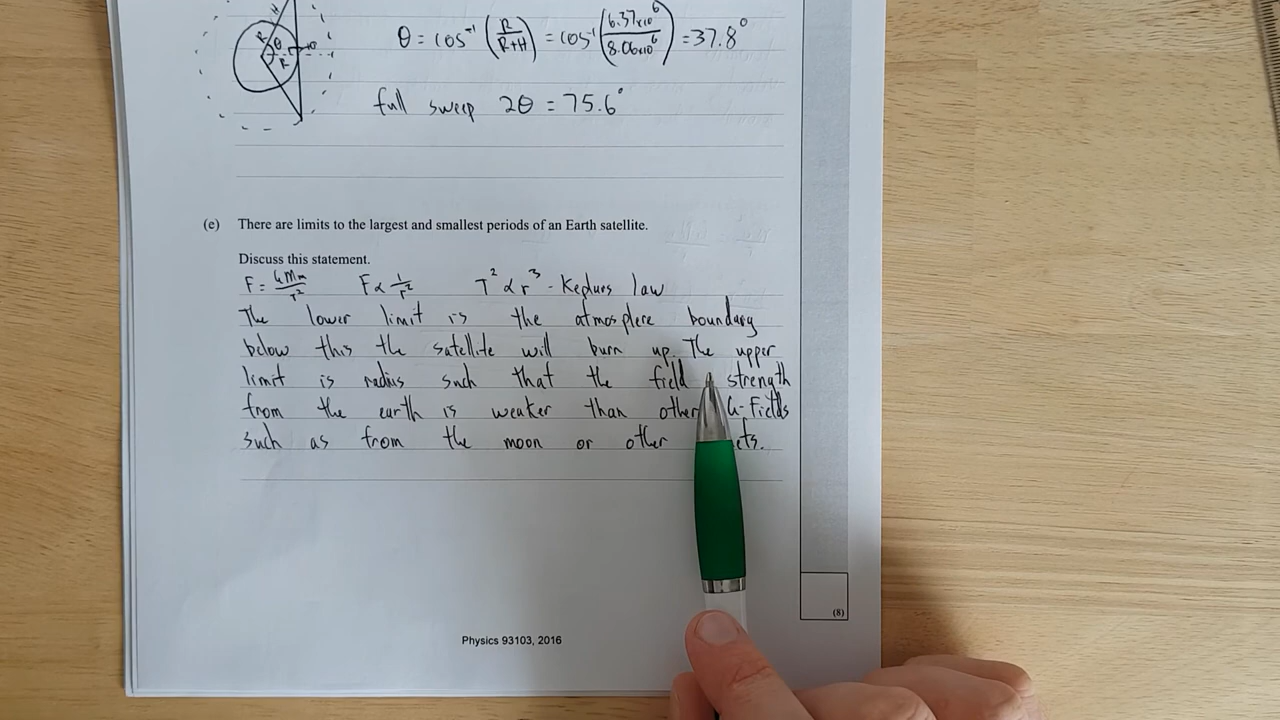 H
R θ
R H
θ = cos⁻¹ (R/(R+H)) = cos⁻¹ (6.37x10⁶/8.06x10⁶) = 37.8°
full sweep 2θ = 75.6°
(e) There are limits to the largest and smallest periods of an Earth satellite.
Discuss this statement.
F = GMm/r² F ∝ 1/r² T² ∝ r³ - Keplers law
The lower limit is the atmosphere boundary
below this the satellite will burn up. The upper
limit is radius such that the field strength
from the earth is weaker than other G-Fields
such as from the moon or other ets.
(8)
Physics 93103, 2016